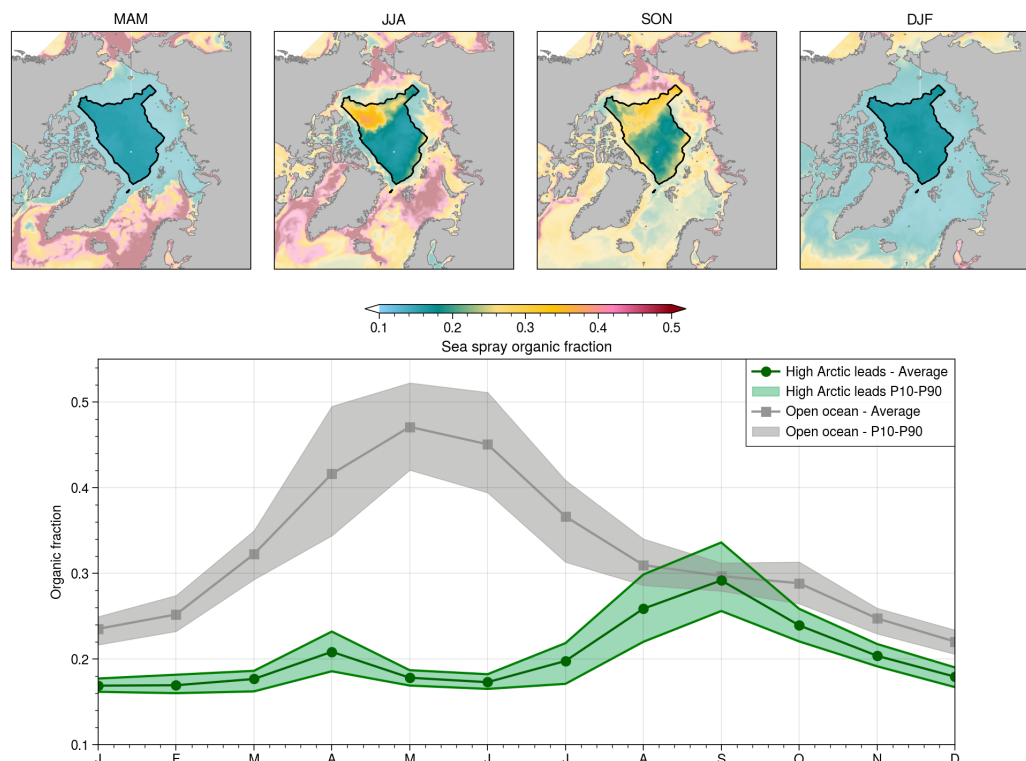 MAM JJA SON DJF
0.1 0.2 0.3 0.4 0.5
Sea spray organic fraction
High Arctic leads - Average
High Arctic leads P10-P90
Open ocean - Average
Open ocean - P10-P90
0.5
0.4
0.3
0.2
0.1
Organic fraction
J F M A M J J A S O N D